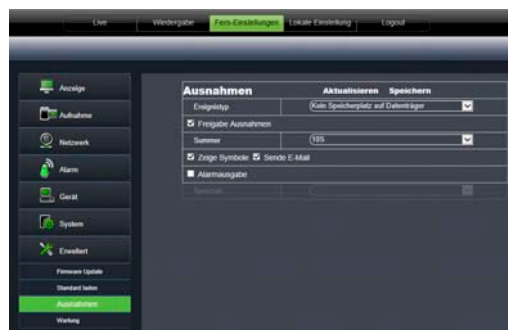 Live Wiedergabe Fern-Einstellungen Lokale Einstellung Logout
Anzeige
Aufnahme
Netzwerk
Alarm
Gerät
System
Erweitert
Firmware Update
Standard laden
Ausnahmen
Wartung
Ausnahmen Aktualisieren Speichern
Ereignistyp (Kein Speicherplatz auf Datenträger
Freigabe Ausnahmen
Summer (10S
Zeige Symbole Sende E-Mail
Alarmausgabe